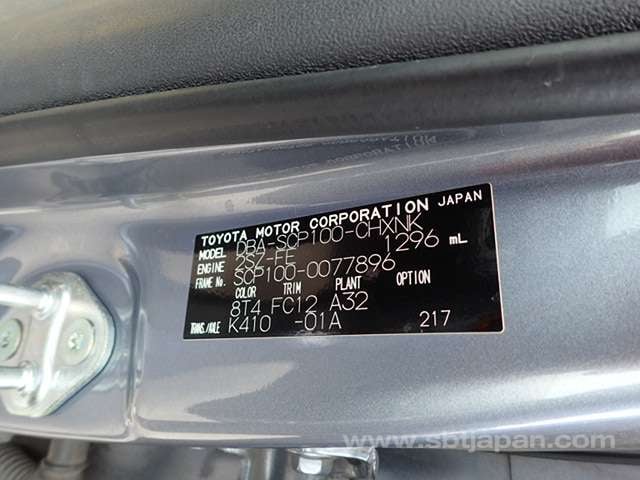 TOYOTA MOTOR CORPORATION JAPAN
MODEL DBA-SCP100-CHXNK
ENGINE 2SZ-FE 1296 mL
FRAME No. SCP100-0077896
COLOR TRIM PLANT OPTION
8T4 FC12 A32
TRANS./AXLE K410 -01A 217
www.sbtjapan.com